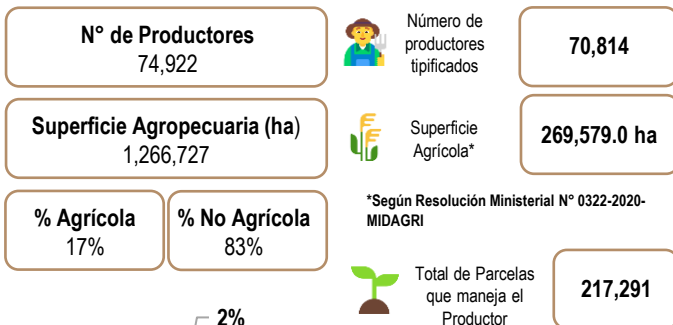 N° de Productores
74,922
Superficie Agropecuaria (ha)
1,266,727
% Agrícola
17%
% No Agrícola
83%
2%
Número de
productores
tipificados
70,814
Superficie
Agrícola*
269,579.0 ha
*Según Resolución Ministerial N° 0322-2020-
MIDAGRI
Total de Parcelas
que maneja el
Productor
217,291